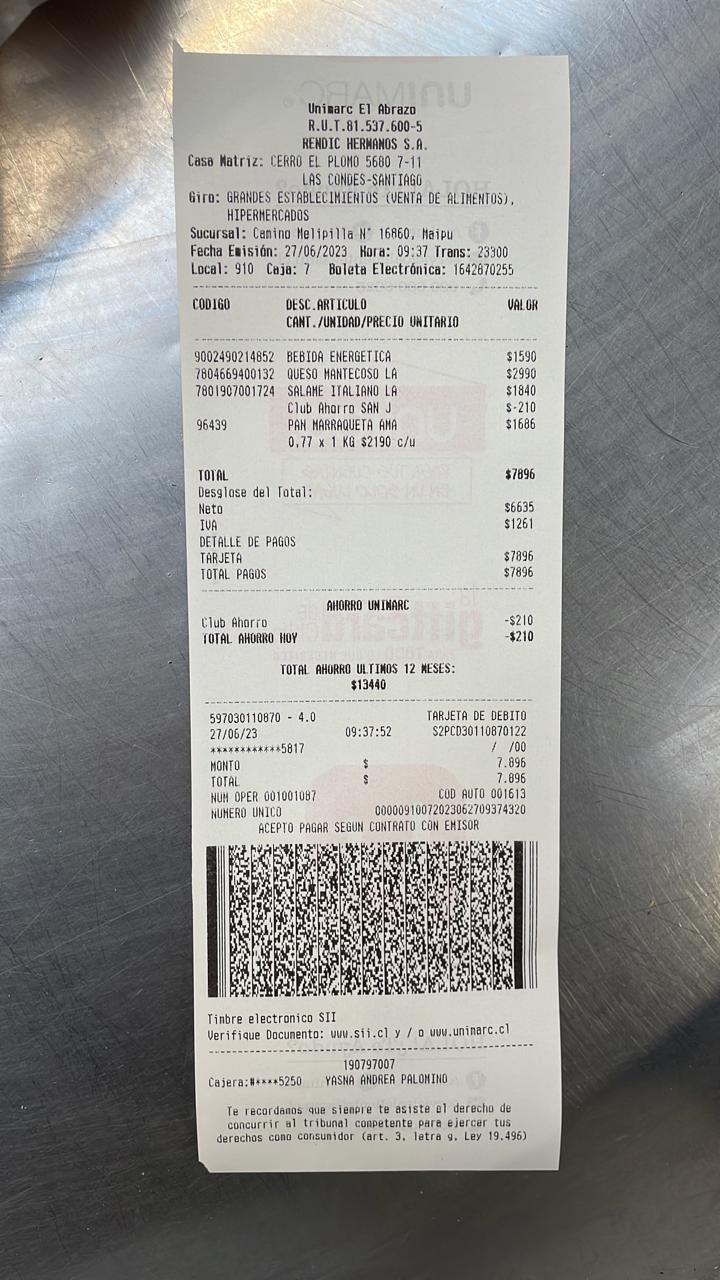 Unimarc El Abrazo
R.U.T.81.537.600-5
RENDIC HERMANOS S.A.
Casa Matriz: CERRO EL PLOMO 5680 7-11
LAS CONDES-SANTIAGO
Giro: GRANDES ESTABLECIMIENTOS (VENTA DE ALIMENTOS),
HIPERMERCADOS
Sucursal: Camino Melipilla N° 16860, Maipu
Fecha Emisión: 27/06/2023 Hora: 09:37 Trans: 23300
Local: 910 Caja: 7 Boleta Electrónica: 1642870255
CODIGO DESC.ARTICULO VALOR
CANT./UNIDAD/PRECIO UNITARIO
9002490214852 BEBIDA ENERGETICA $1590
7804669400132 QUESO MANTECOSO LA $2990
7801907001724 SALAME ITALIANO LA $1840
Club Ahorro SAN J $-210
96439 PAN MARRAQUETA AMA $1686
0,77 x 1 KG $2190 c/u
TOTAL $7896
Desglose del Total:
Neto $6635
IVA $1261
DETALLE DE PAGOS
TARJETA $7896
TOTAL PAGOS $7896
AHORRO UNIMARC
Club Ahorro -$210
TOTAL AHORRO HOY -$210
TOTAL AHORRO ULTIMOS 12 MESES:
$13440
597030110870 - 4.0 TARJETA DE DEBITO
27/06/23 09:37:52 S2PCD30110870122
************5817 / /00
MONTO $ 7.896
TOTAL $ 7.896
NUM OPER 001001087 COD AUTO 001613
NUMERO UNICO 00000910072023062709374320
ACEPTO PAGAR SEGUN CONTRATO CON EMISOR
Timbre electronico SII
Verifique Documento: www.sii.cl y / o www.unimarc.cl
190797007
Cajera:#****5250 YASNA ANDREA PALOMINO
Te recordamos que siempre te asiste el derecho de
concurrir al tribunal competente para ejercer tus
derechos como consumidor (art. 3, letra g, Ley 19.496)